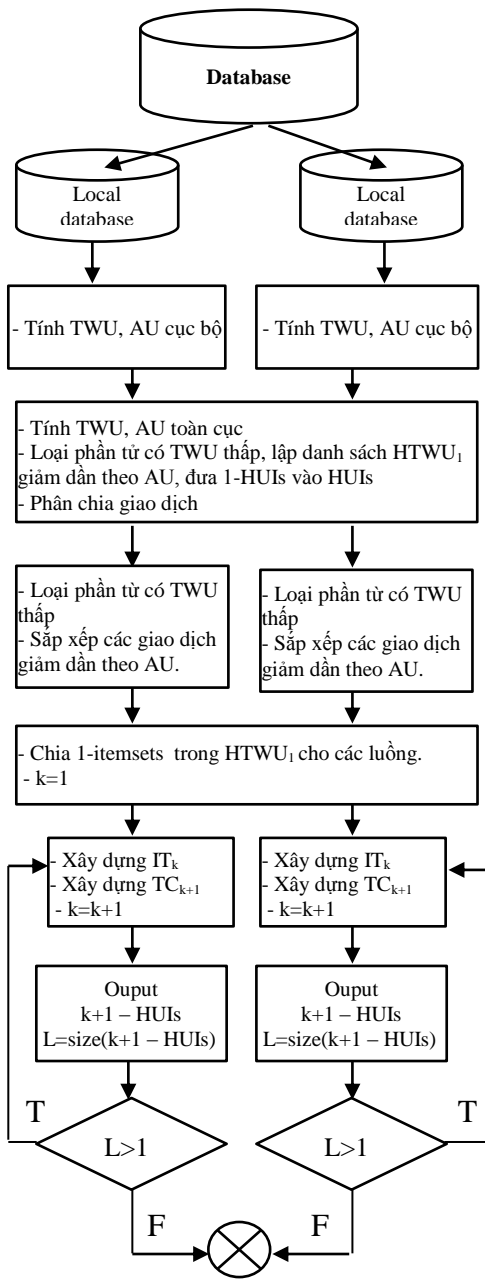 Database
Local
database
Local
database
- Tính TWU, AU cục bộ
- Tính TWU, AU cục bộ
- Tính TWU, AU toàn cục
- Loại phần tử có TWU thấp, lập danh sách HTWU₁
giảm dần theo AU, đưa 1-HUIs vào HUIs
- Phân chia giao dịch
- Loại phần từ có TWU
thấp
- Sắp xếp các giao dịch
giảm dần theo AU.
- Loại phần từ có TWU
thấp
- Sắp xếp các giao dịch
giảm dần theo AU.
- Chia 1-itemsets trong HTWU₁ cho các luồng.
- k=1
- Xây dựng ITₖ
- Xây dựng TCₖ₊₁
- k=k+1
- Xây dựng ITₖ
- Xây dựng TCₖ₊₁
- k=k+1
Ouput
k+1 – HUIs
L=size(k+1 – HUIs)
Ouput
k+1 – HUIs
L=size(k+1 – HUIs)
T
L>1
L>1
T
F
F